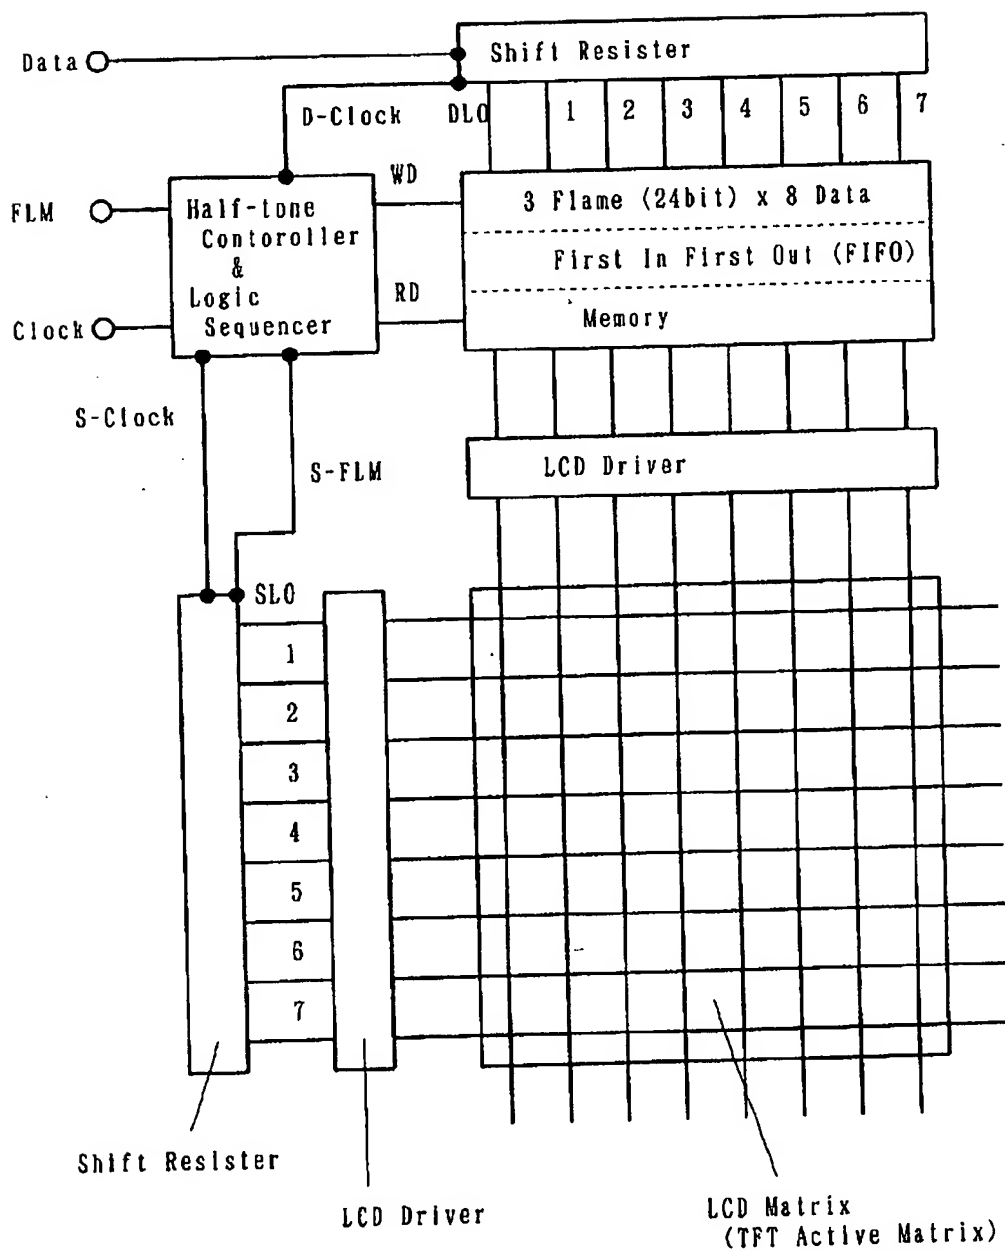 Data
Shift Resister
D-Clock
DL0
1
2
3
4
5
6
7
WD
FLM
Half-tone
Contoroller
&
Logic
Sequencer
3 Flame (24bit) x 8 Data
First In First Out (FIFO)
Memory
RD
Clock
S-Clock
S-FLM
LCD Driver
SL0
1
2
3
4
5
6
7
Shift Resister
LCD Driver
LCD Matrix
(TFT Active Matrix)